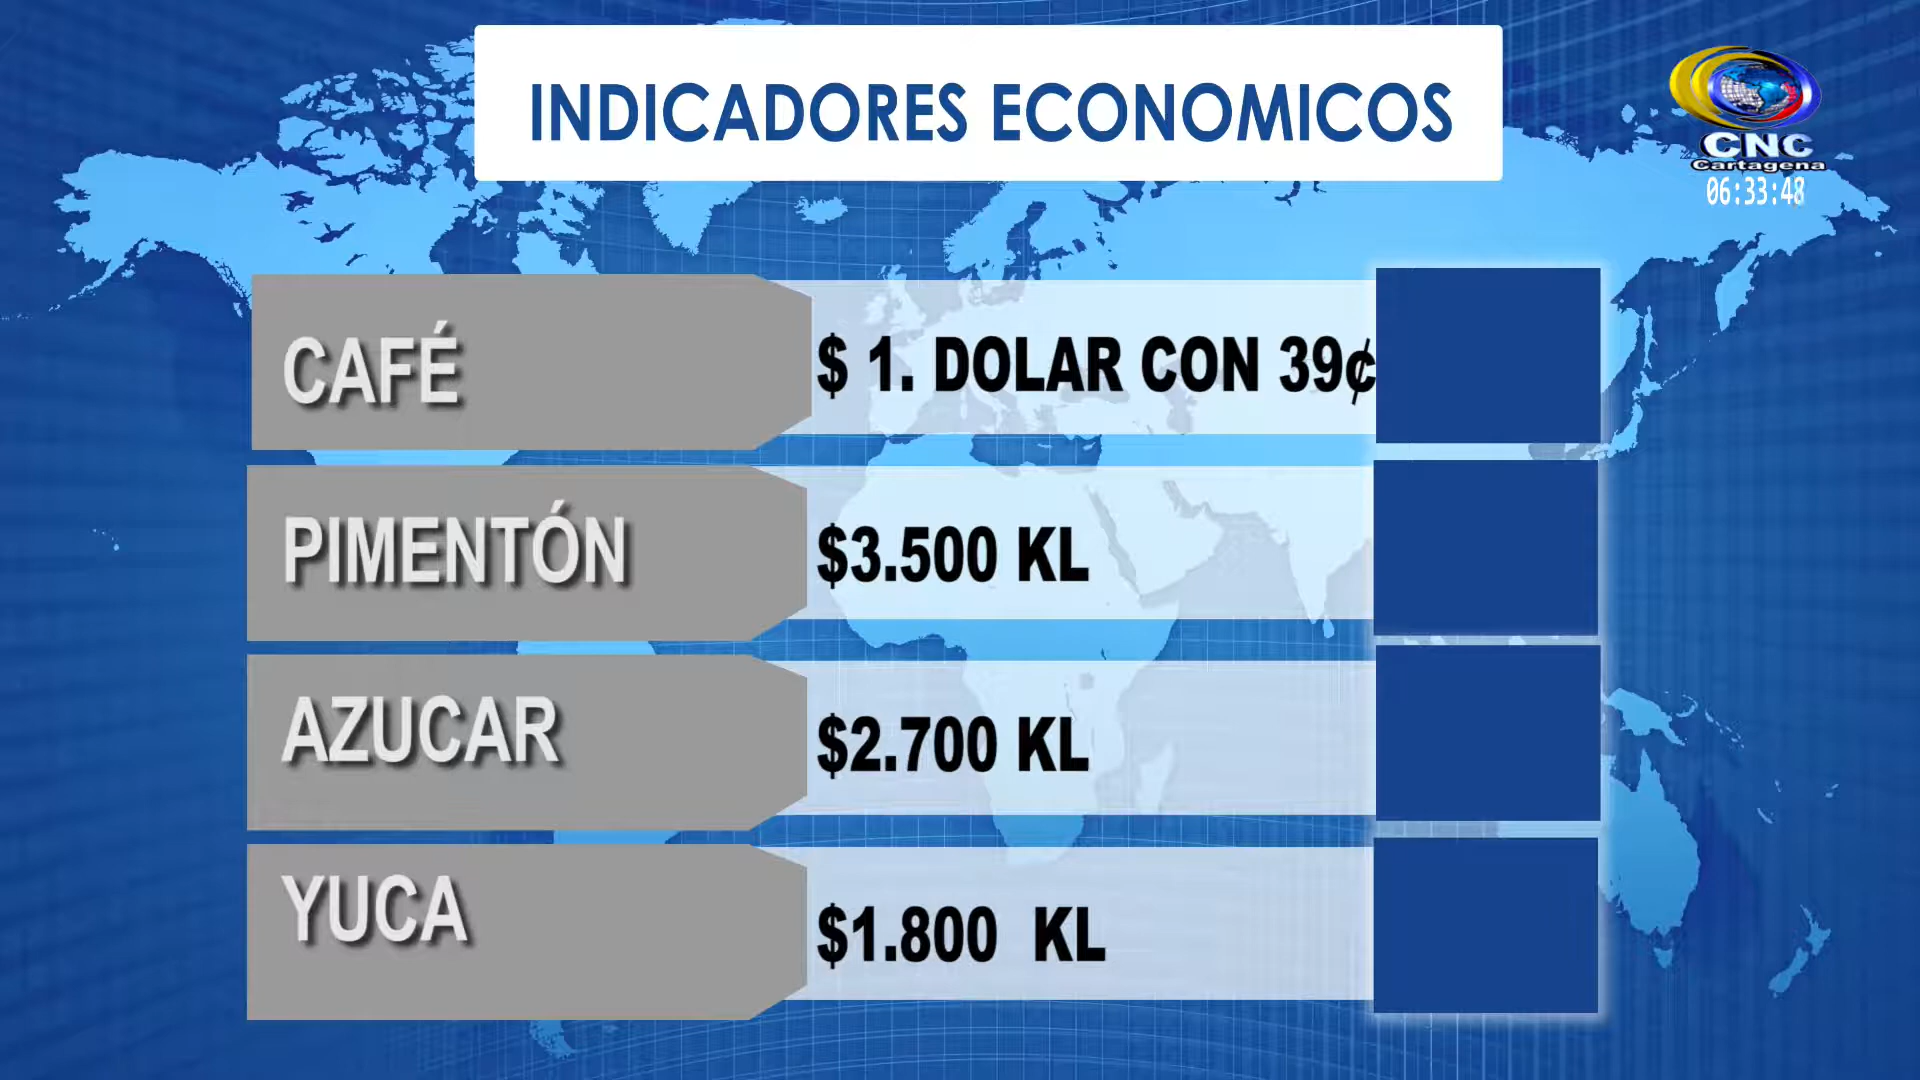 INDICADORES ECONOMICOS
CNC
Cartagena
06:33:48
CAFÉ
$ 1. DOLAR CON 39¢
PIMENTÓN
$3.500 KL
AZUCAR
$2.700 KL
YUCA
$1.800 KL